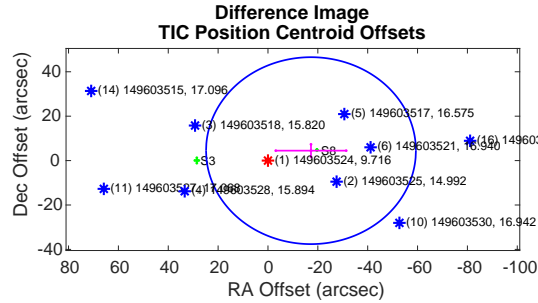 Difference Image
TIC Position Centroid Offsets
Dec Offset (arcsec)
40
20
0
-20
-40
(14) 149603515, 17.096
(5) 149603517, 16.575
(3) 149603518, 15.820
(16) 14960
(6) 149603521, 16.940
S8
S3
(1) 149603524, 9.716
(2) 149603525, 14.992
(11)
(4) 149603528, 15.894
(10) 149603530, 16.942
80 60 40 20 0 -20 -40 -60 -80 -100
RA Offset (arcsec)